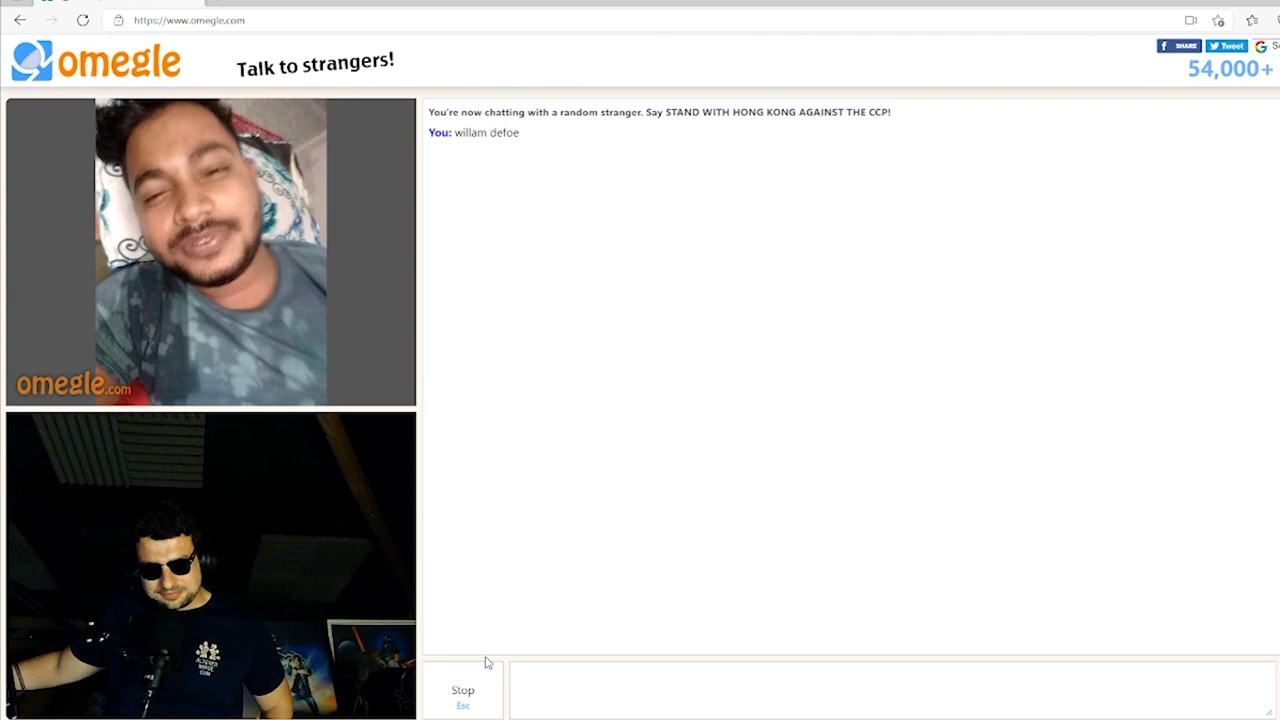 https://www.omegle.com
omegle
Talk to strangers!
SHARE
Tweet
54,000+
You're now chatting with a random stranger. Say STAND WITH HONG KONG AGAINST THE CCP!
You: willam defoe
omegle.com
Stop
Esc